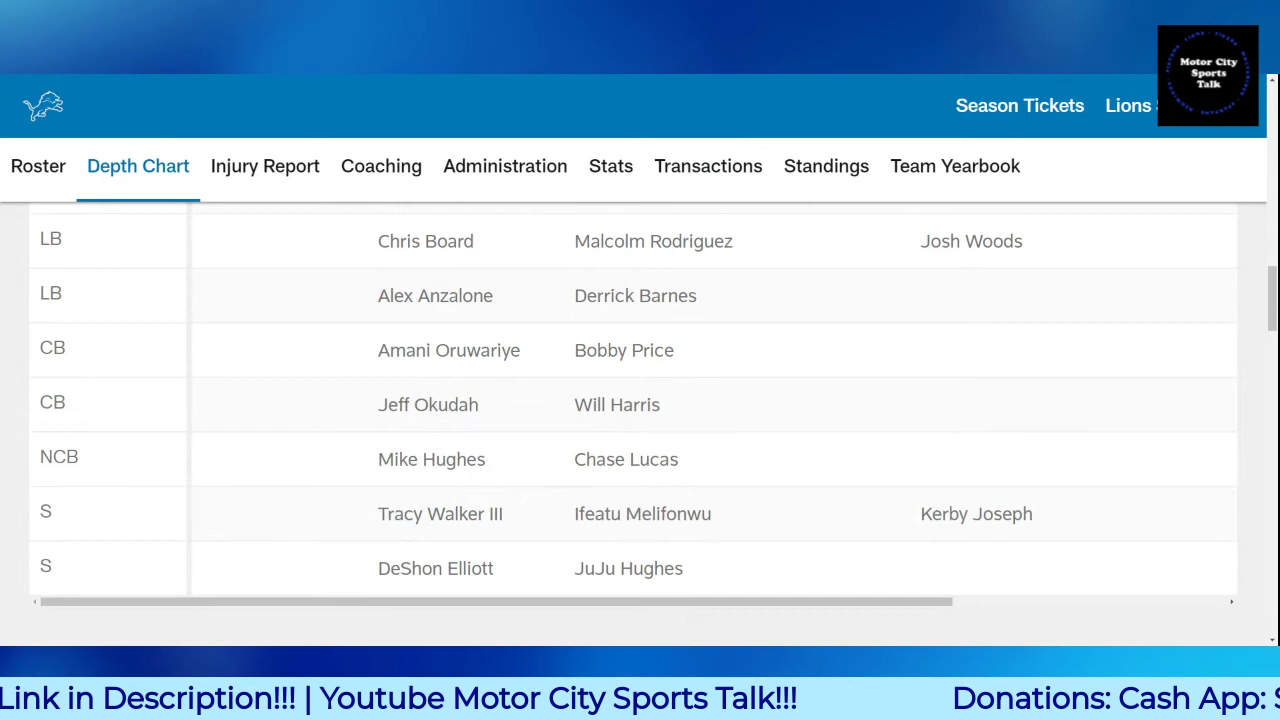 Motor City
Sports
Talk
Season Tickets Lions
Roster Depth Chart Injury Report Coaching Administration Stats Transactions Standings Team Yearbook
LB Chris Board Malcolm Rodriguez Josh Woods
LB Alex Anzalone Derrick Barnes
CB Amani Oruwariye Bobby Price
CB Jeff Okudah Will Harris
NCB Mike Hughes Chase Lucas
S Tracy Walker III Ifeatu Melifonwu Kerby Joseph
S DeShon Elliott JuJu Hughes
Link in Description!!! | Youtube Motor City Sports Talk!!! Donations: Cash App: